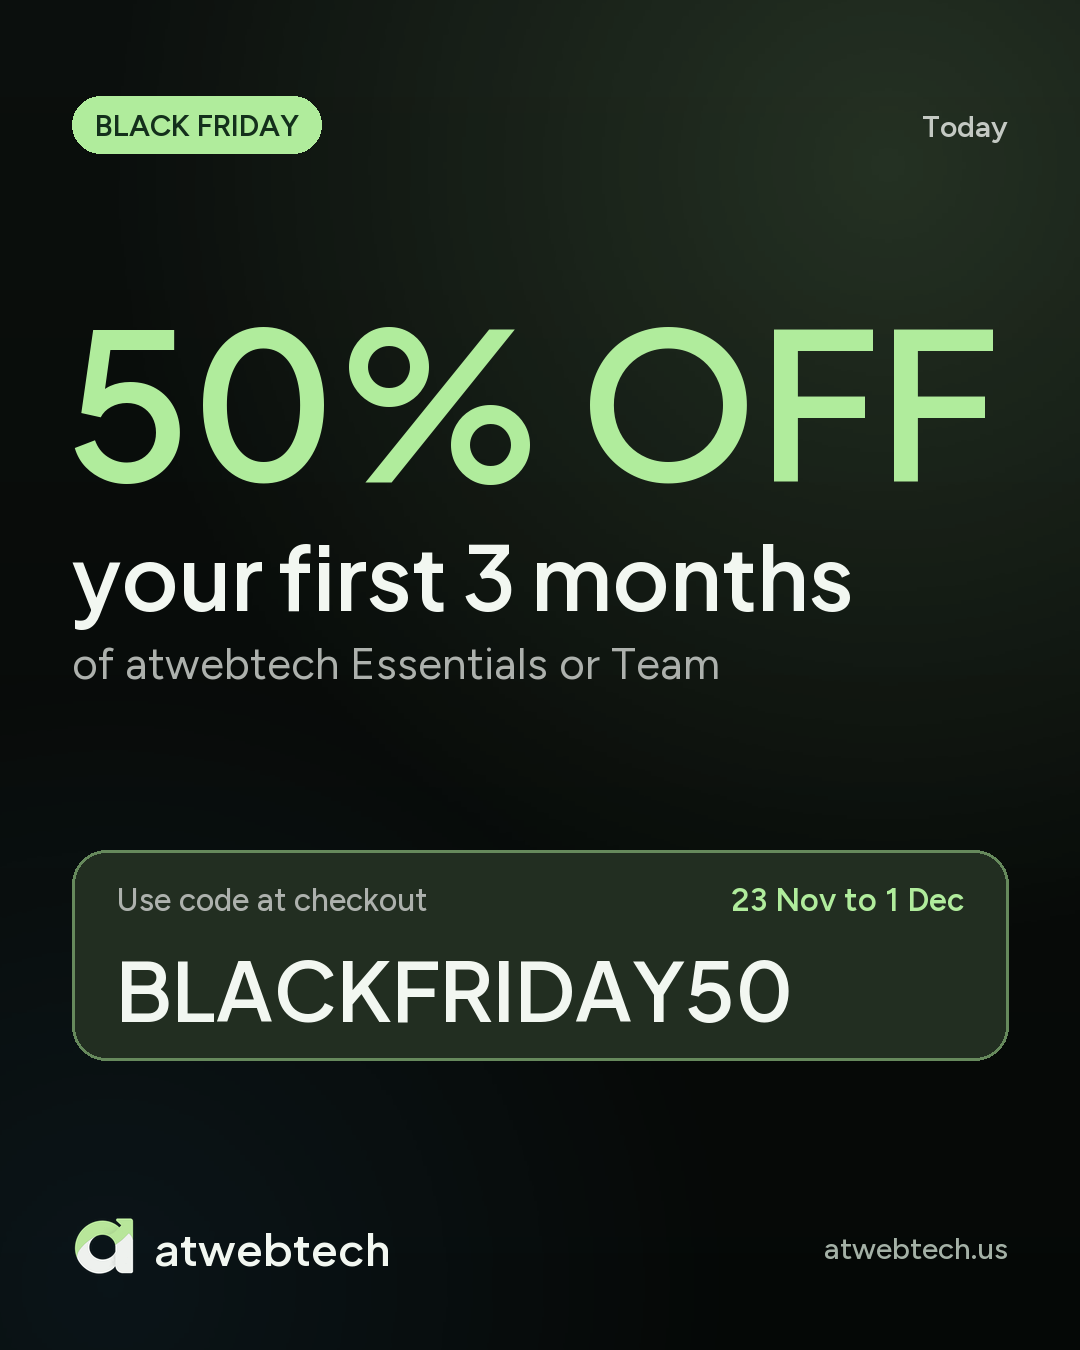 BLACK FRIDAY
Today
50% OFF
your first 3 months
of atwebtech Essentials or Team
Use code at checkout
23 Nov to 1 Dec
BLACKFRIDAY50
atwebtech
atwebtech.us